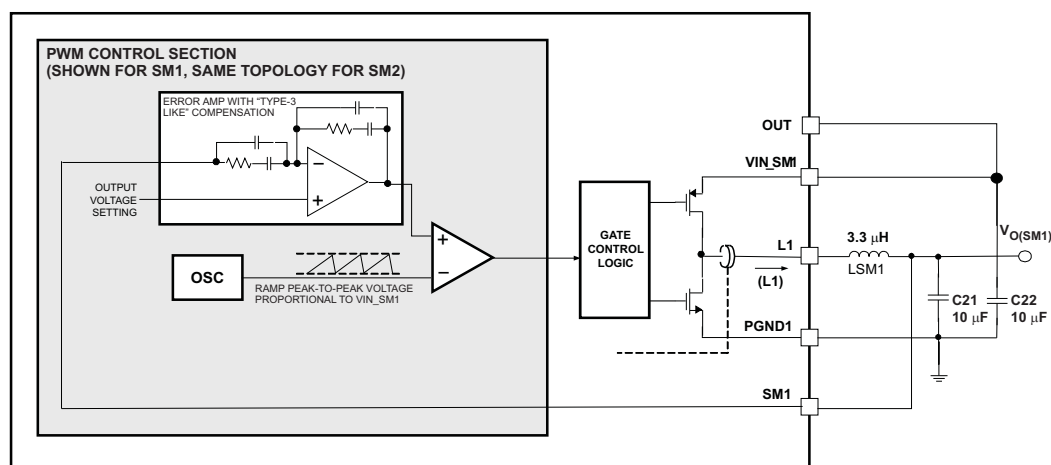 PWM CONTROL SECTION
(SHOWN FOR SM1, SAME TOPOLOGY FOR SM2)
ERROR AMP WITH “TYPE-3
LIKE” COMPENSATION
−
+
OUTPUT
VOLTAGE
SETTING
+
−
OSC
RAMP PEAK-TO-PEAK VOLTAGE
PROPORTIONAL TO VIN_SM1
GATE
CONTROL
LOGIC
OUT
VIN_SM1
L1
(L1)
PGND1
SM1
3.3 μH
LSM1
VO(SM1)
C21
10 μF
C22
10 μF